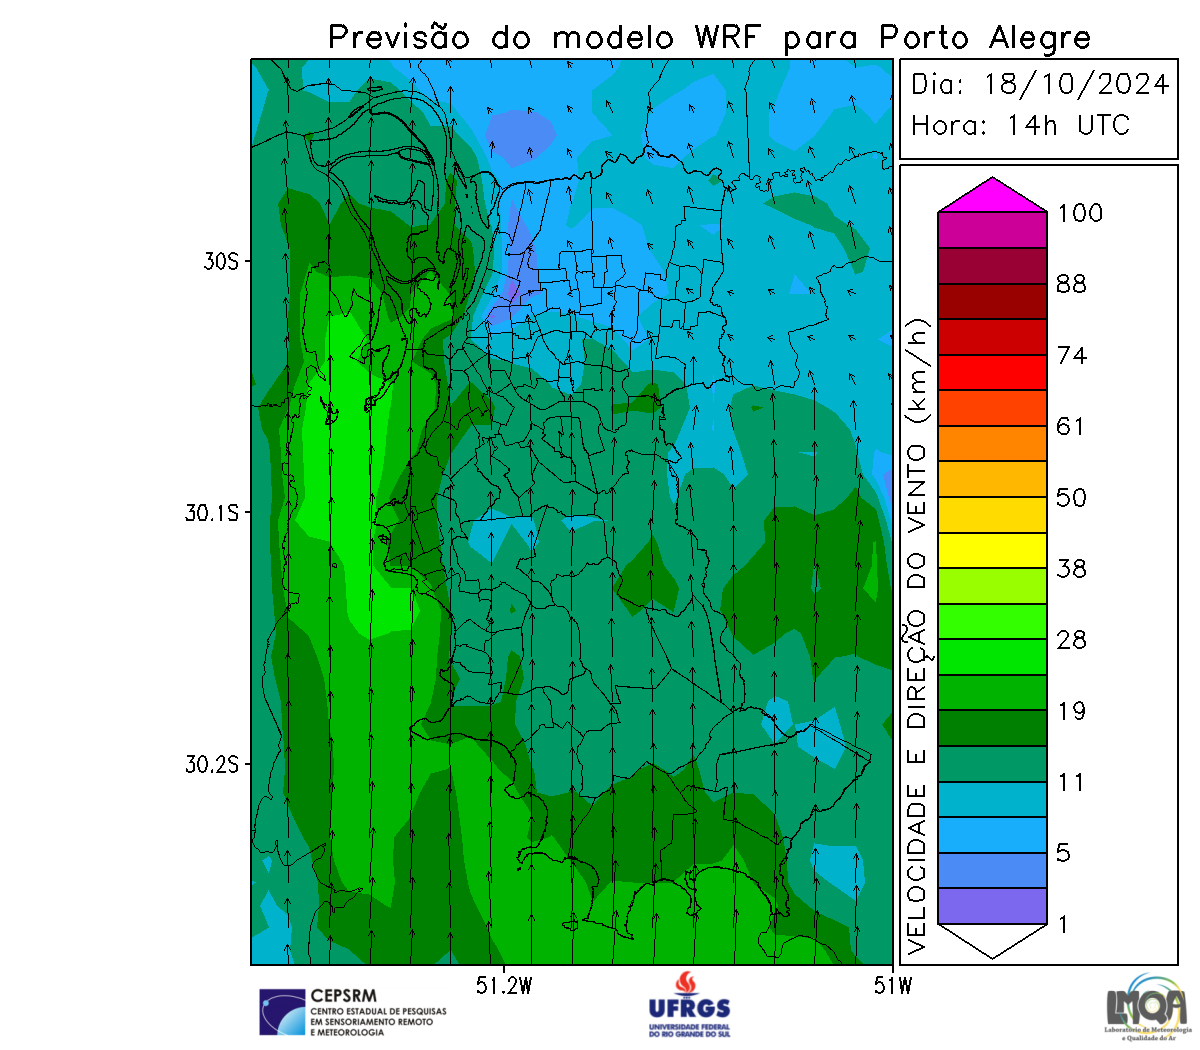 Previsão do modelo WRF para Porto Alegre
Dia: 18/10/2024
Hora: 14h UTC
30S
30.1S
30.2S
51.2W
51W
VELOCIDADE E DIREÇÃO DO VENTO (km/h)
100
88
74
61
50
38
28
19
11
5
1
CEPSRM
CENTRO ESTADUAL DE PESQUISAS
EM SENSORIAMENTO REMOTO
E METEOROLOGIA
UFRGS
UNIVERSIDADE FEDERAL
DO RIO GRANDE DO SUL
LMQA
Laboratório de Meteorologia
e Qualidade do Ar